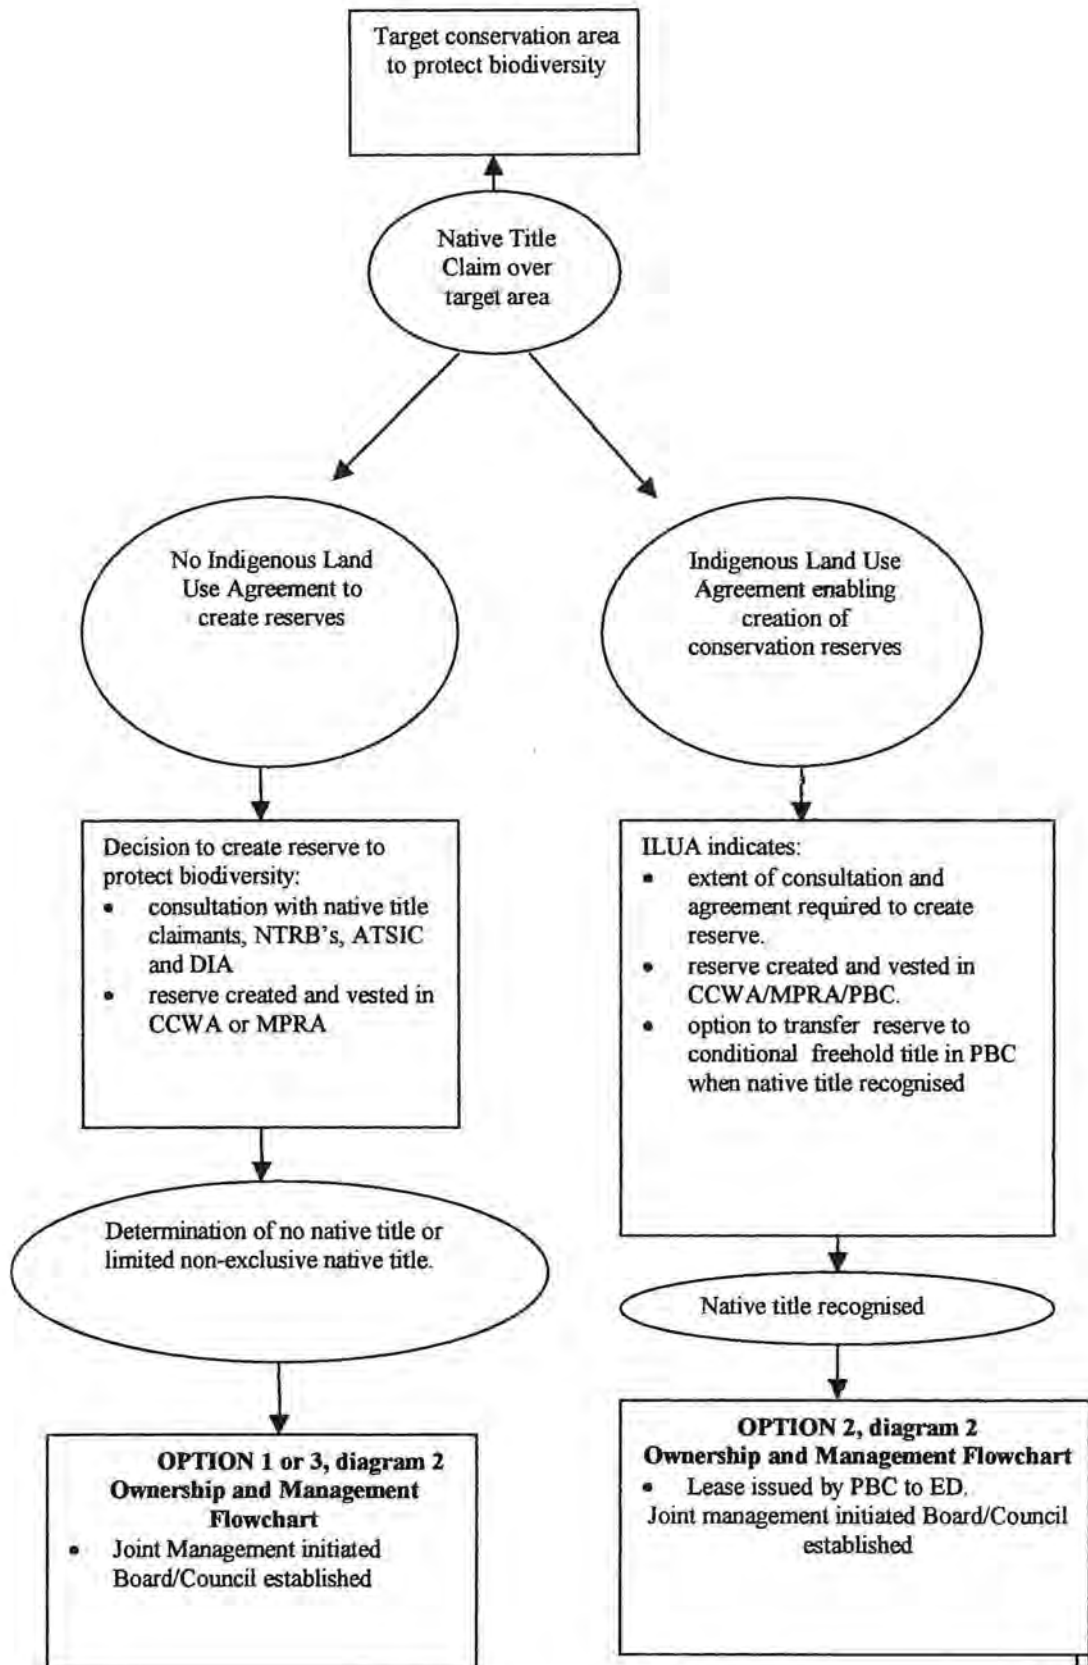 Target conservation area
to protect biodiversity
Native Title
Claim over
target area
No Indigenous Land
Use Agreement to
create reserves
Indigenous Land Use
Agreement enabling
creation of
conservation reserves
Decision to create reserve to
protect biodiversity:
• consultation with native title
claimants, NTRB's, ATSIC
and DIA
• reserve created and vested in
CCWA or MPRA
ILUA indicates:
• extent of consultation and
agreement required to create
reserve.
• reserve created and vested in
CCWA/MPRA/PBC.
• option to transfer reserve to
conditional freehold title in PBC
when native title recognised
Determination of no native title or
limited non-exclusive native title.
Native title recognised
OPTION 1 or 3, diagram 2
Ownership and Management
Flowchart
• Joint Management initiated
Board/Council established
OPTION 2, diagram 2
Ownership and Management Flowchart
• Lease issued by PBC to ED.
Joint management initiated Board/Council
established